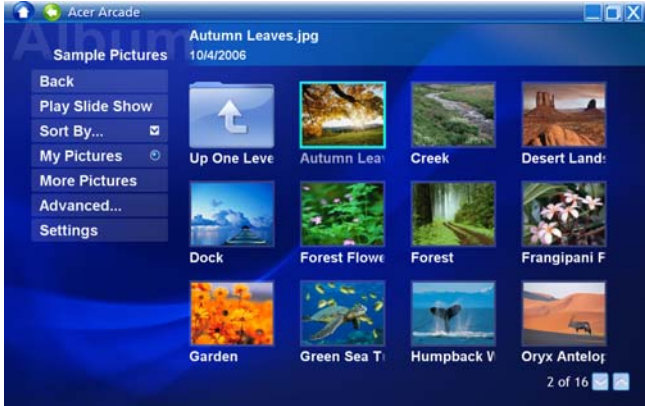 Acer Arcade
Album
Autumn Leaves.jpg
Sample Pictures
10/4/2006
Back
Play Slide Show
Sort By...
My Pictures
More Pictures
Advanced...
Settings
Up One Leve
Autumn Lea
Creek
Desert Lands
Dock
Forest Flowe
Forest
Frangipani F
Garden
Green Sea T
Humpback W
Oryx Antelop
2 of 16